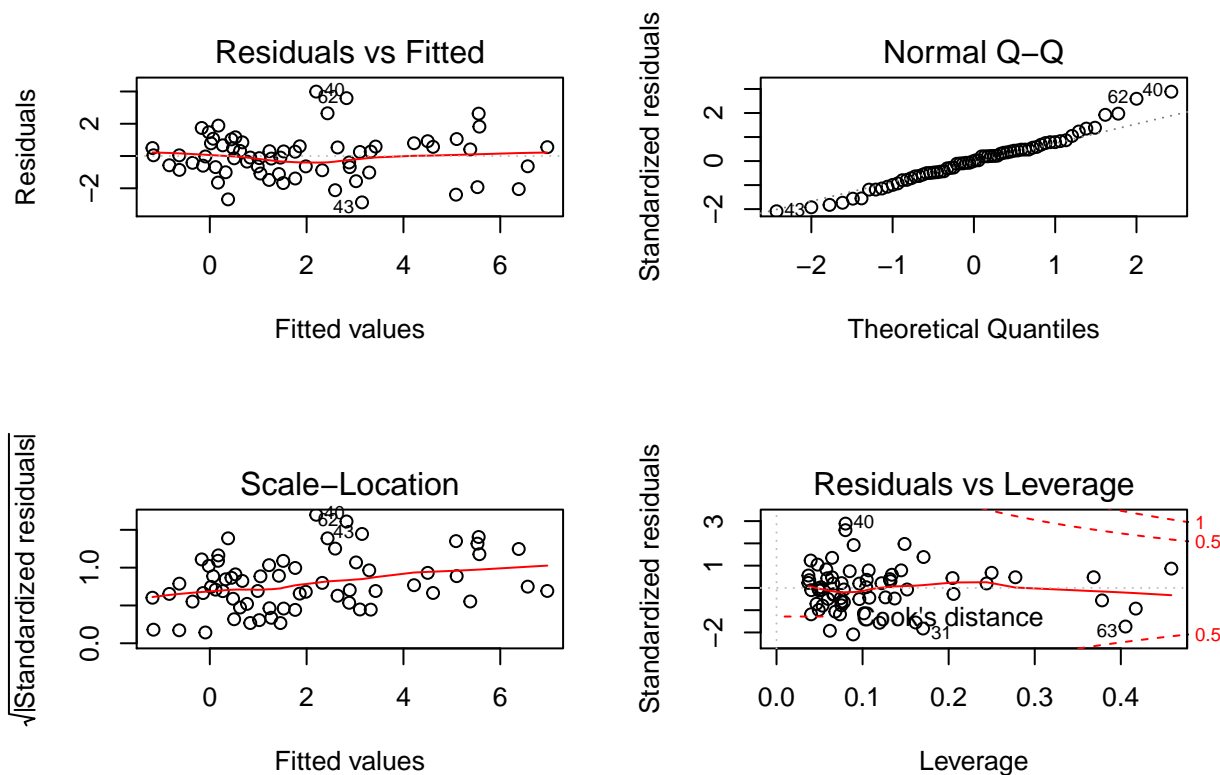 Residuals vs Fitted
Residuals
2
−2
40
62
43
0 2 4 6
Fitted values
Normal Q−Q
Standardized residuals
2
0
−2
62
40
43
−2 −1 0 1 2
Theoretical Quantiles
Scale−Location
√|Standardized residuals|
1.0
0.0
40
62
43
0 2 4 6
Fitted values
Residuals vs Leverage
Standardized residuals
3
1
−2
40
1
0.5
Cook's distance
31
63
0.5
0.0 0.1 0.2 0.3 0.4
Leverage